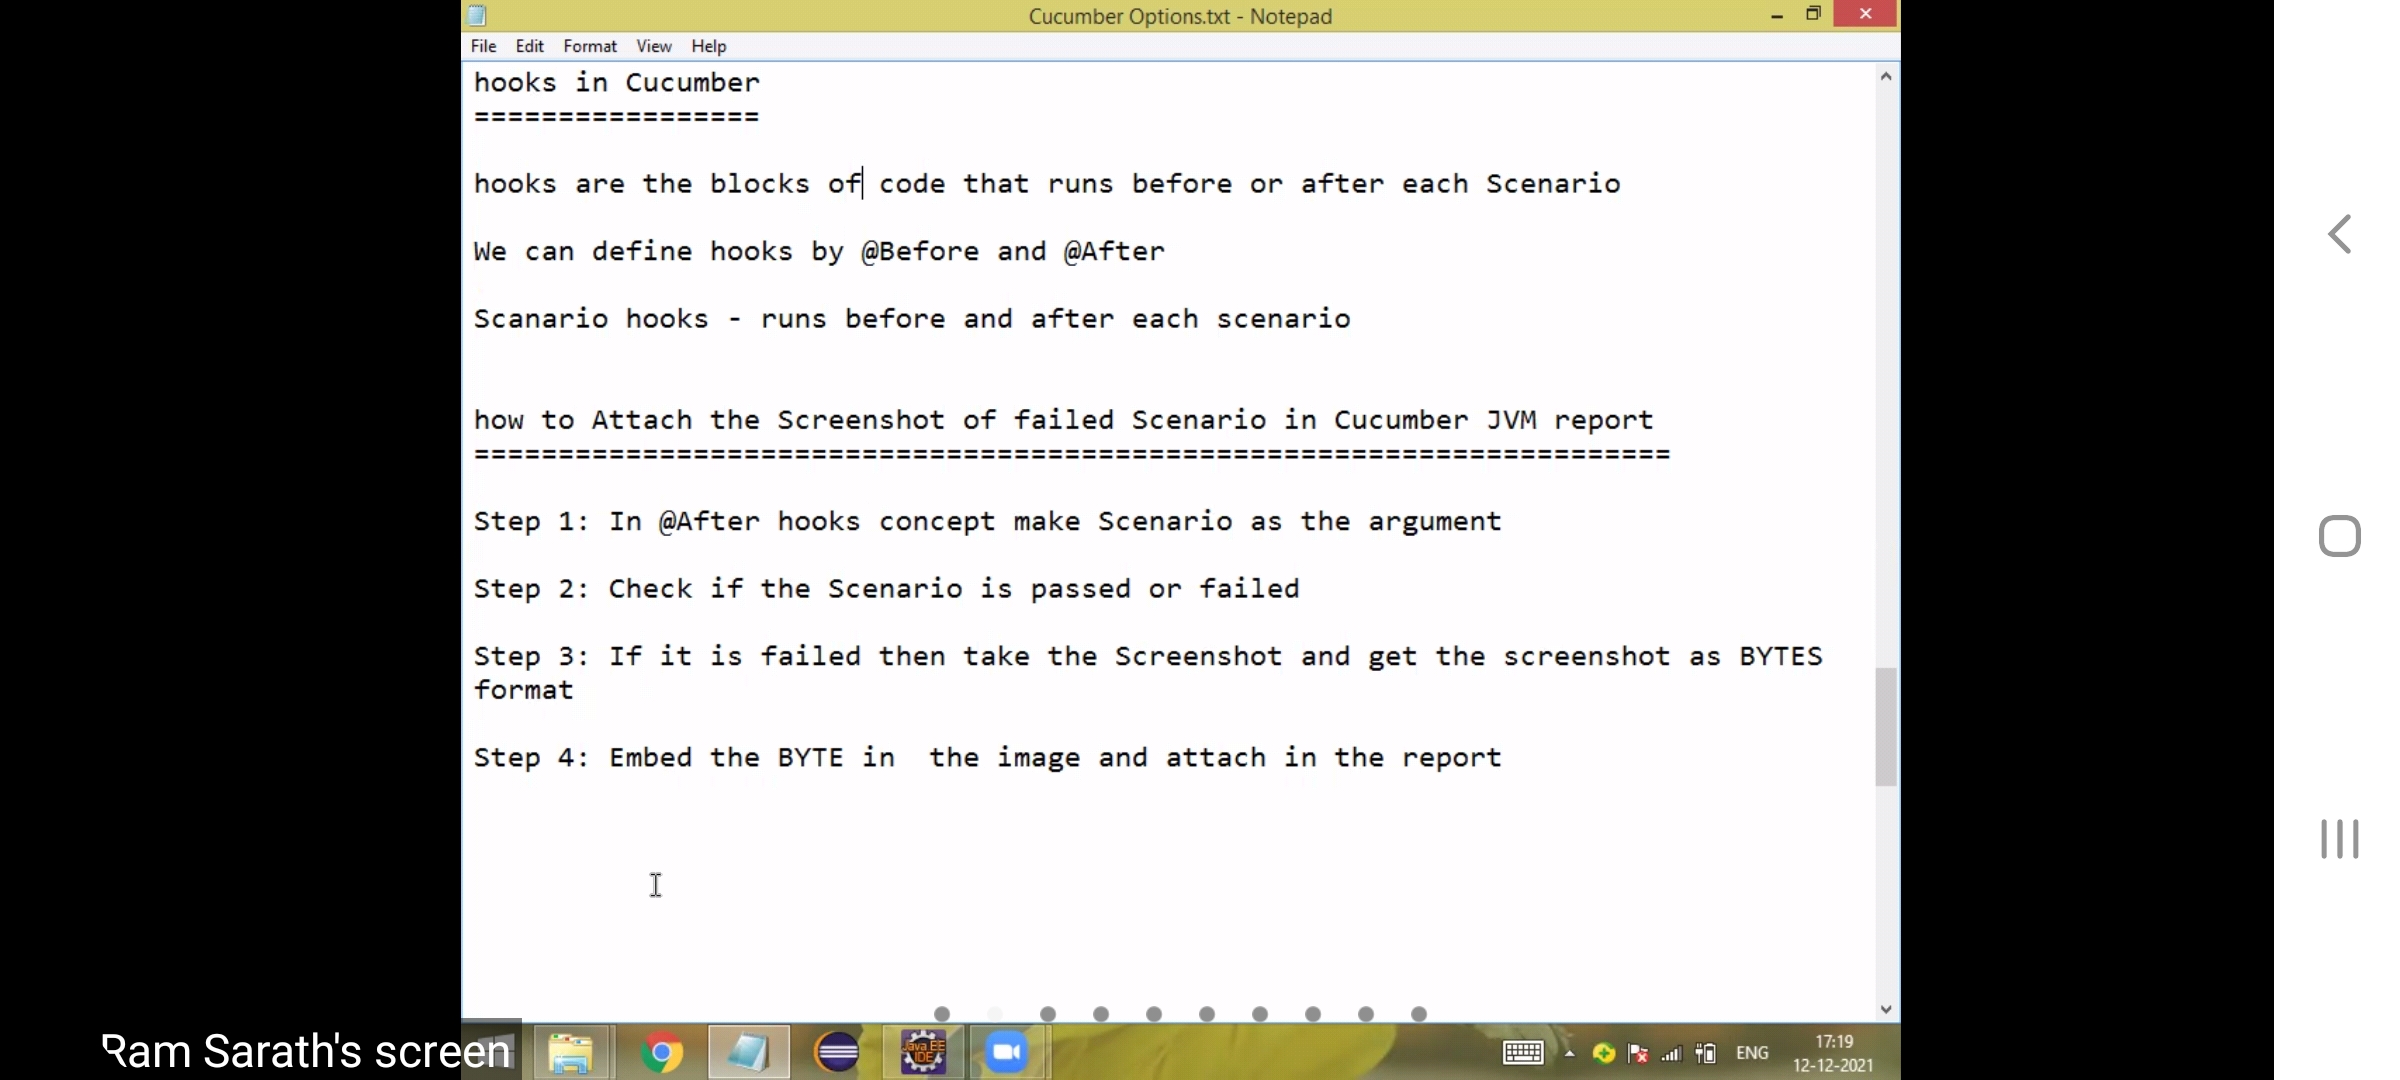 Cucumber Options.txt - Notepad
File Edit Format View Help
hooks in Cucumber
=================
hooks are the blocks of code that runs before or after each Scenario
We can define hooks by @Before and @After
Scanario hooks - runs before and after each scenario
how to Attach the Screenshot of failed Scenario in Cucumber JVM report
=======================================================================
Step 1: In @After hooks concept make Scenario as the argument
Step 2: Check if the Scenario is passed or failed
Step 3: If it is failed then take the Screenshot and get the screenshot as BYTES
format
Step 4: Embed the BYTE in  the image and attach in the report
Ram Sarath's screen
Java EE
IDE
ENG
17:19
12-12-2021